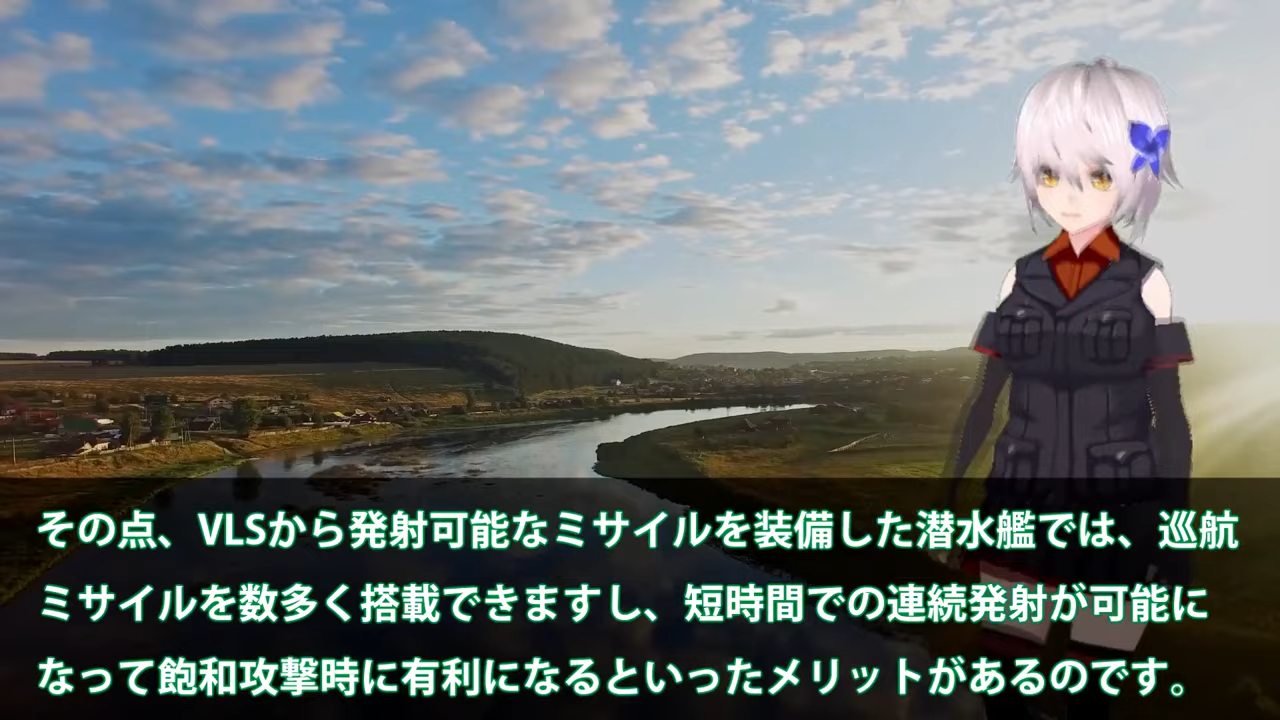 その点、VLSから発射可能なミサイルを装備した潜水艦では、巡航
ミサイルを数多く搭載できますし、短時間での連続発射が可能に
なって飽和攻撃時に有利になるといったメリットがあるのです。